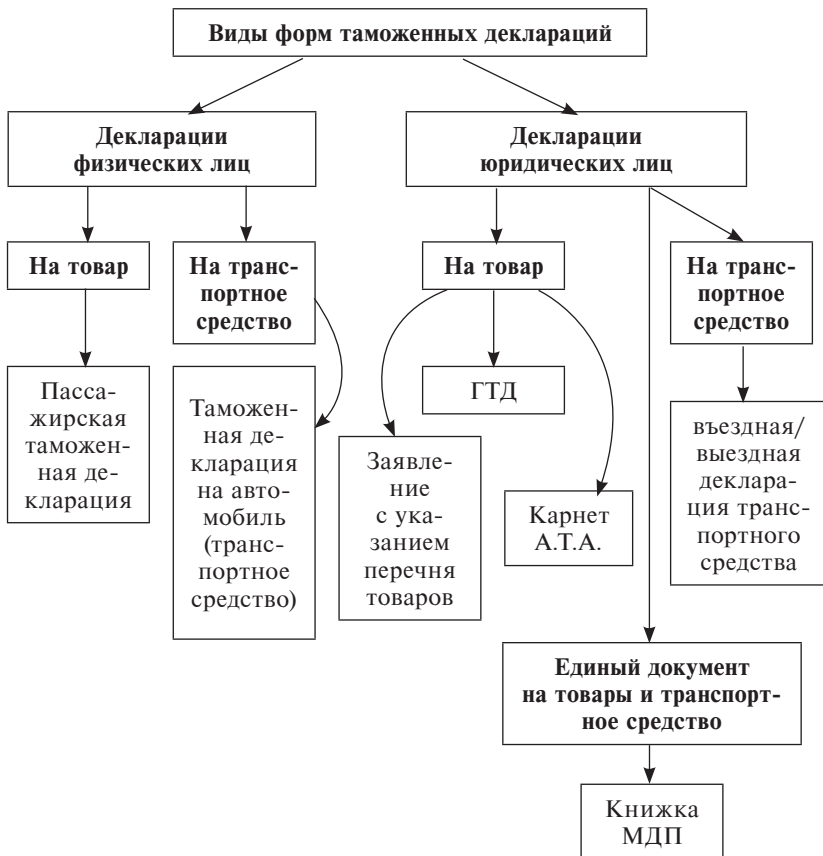 Виды форм таможенных деклараций
Декларации
физических лиц
Декларации
юридических лиц
На товар
На транс-
портное
средство
На товар
На транс-
портное
средство
Пасса-
жирская
таможен-
ная де-
кларация
Таможен-
ная де-
кларация
на авто-
мобиль
(транс-
портное
средство)
Заявле-
ние
с ука-
занием
перечня
товаров
ГТД
Карнет
А.Т.А.
въездная/
выездная
деклара-
ция транс-
портного
средства
Единый документ
на товары и транспорт-
ное средство
Книжка
МДП